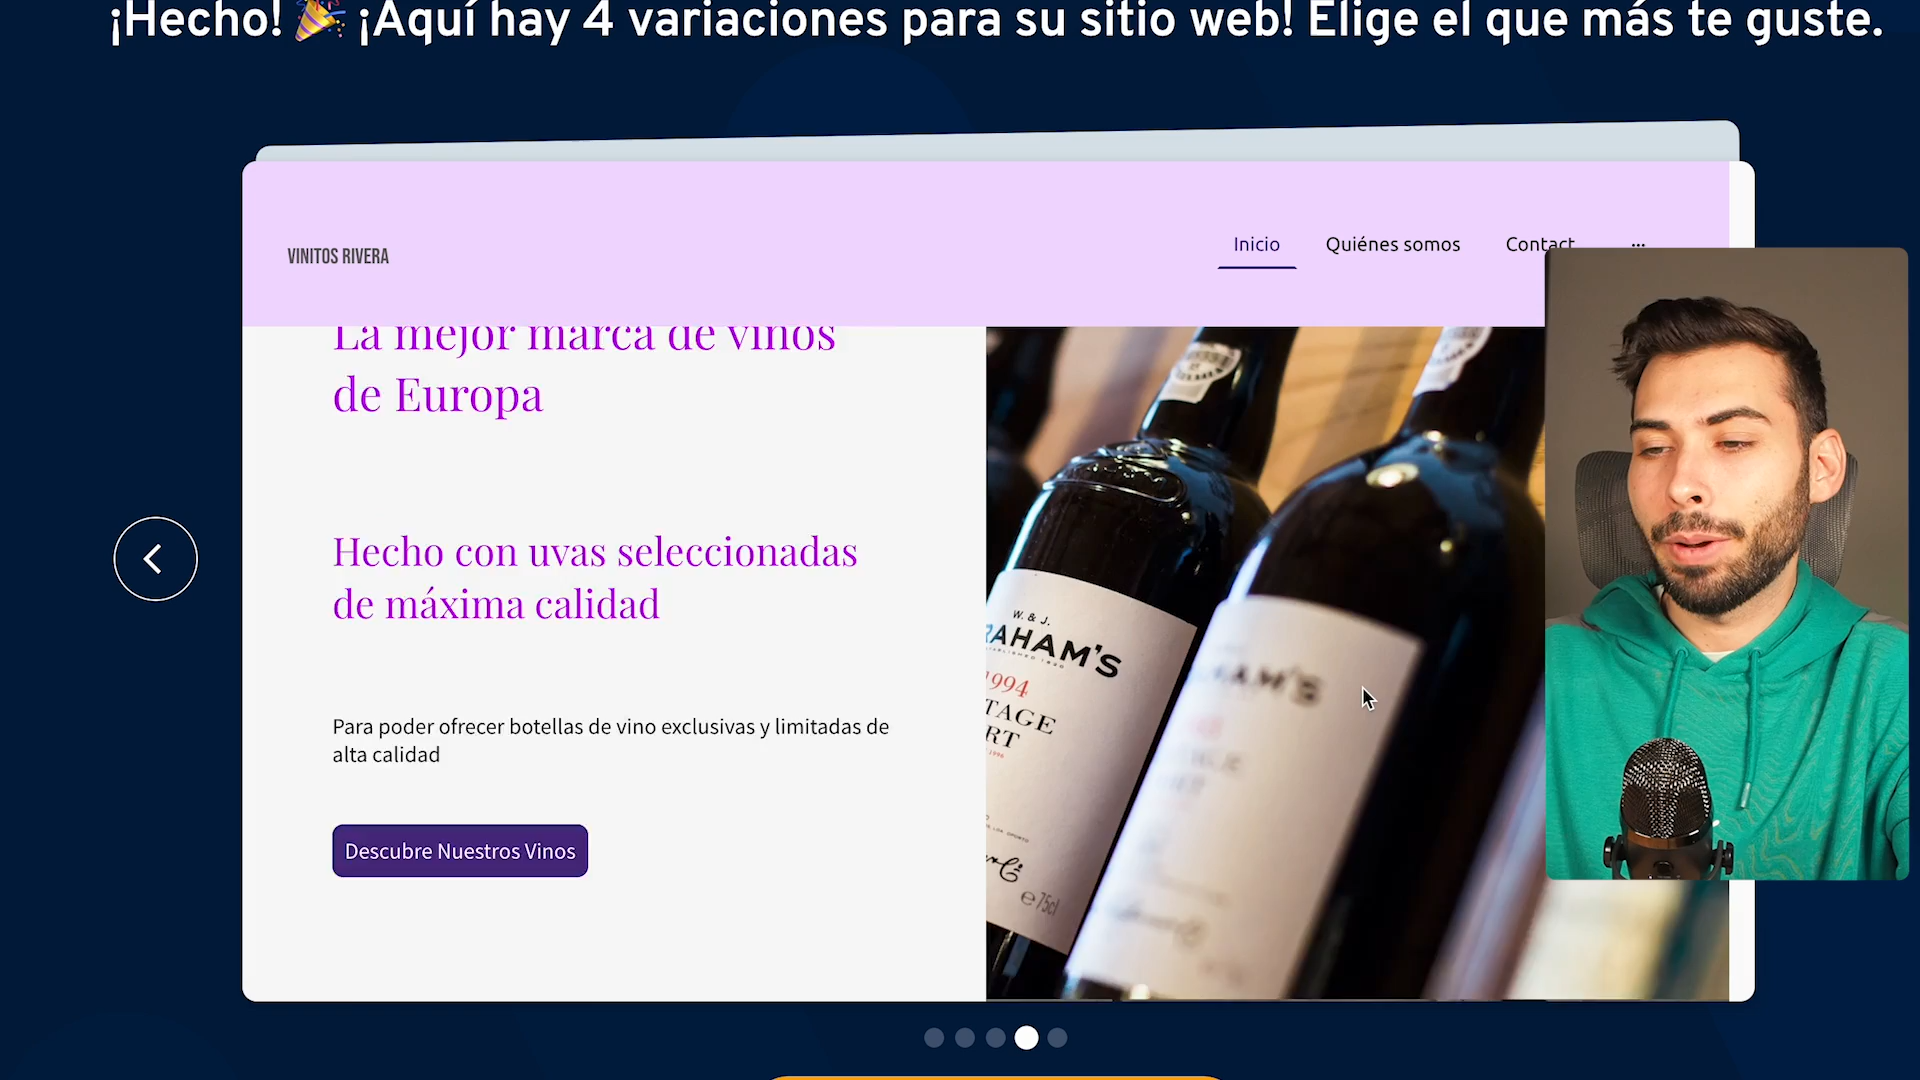 ¡Hecho! 🎉 ¡Aquí hay 4 variaciones para su sitio web! Elige el que más te guste.
VINITOS RIVERA
Inicio Quiénes somos Contact ...
La mejor marca de vinos
de Europa
Hecho con uvas seleccionadas
de máxima calidad
Para poder ofrecer botellas de vino exclusivas y limitadas de
alta calidad
Descubre Nuestros Vinos
W. & J.
RAHAM'S
1994
TAGE
RT
e 75cl